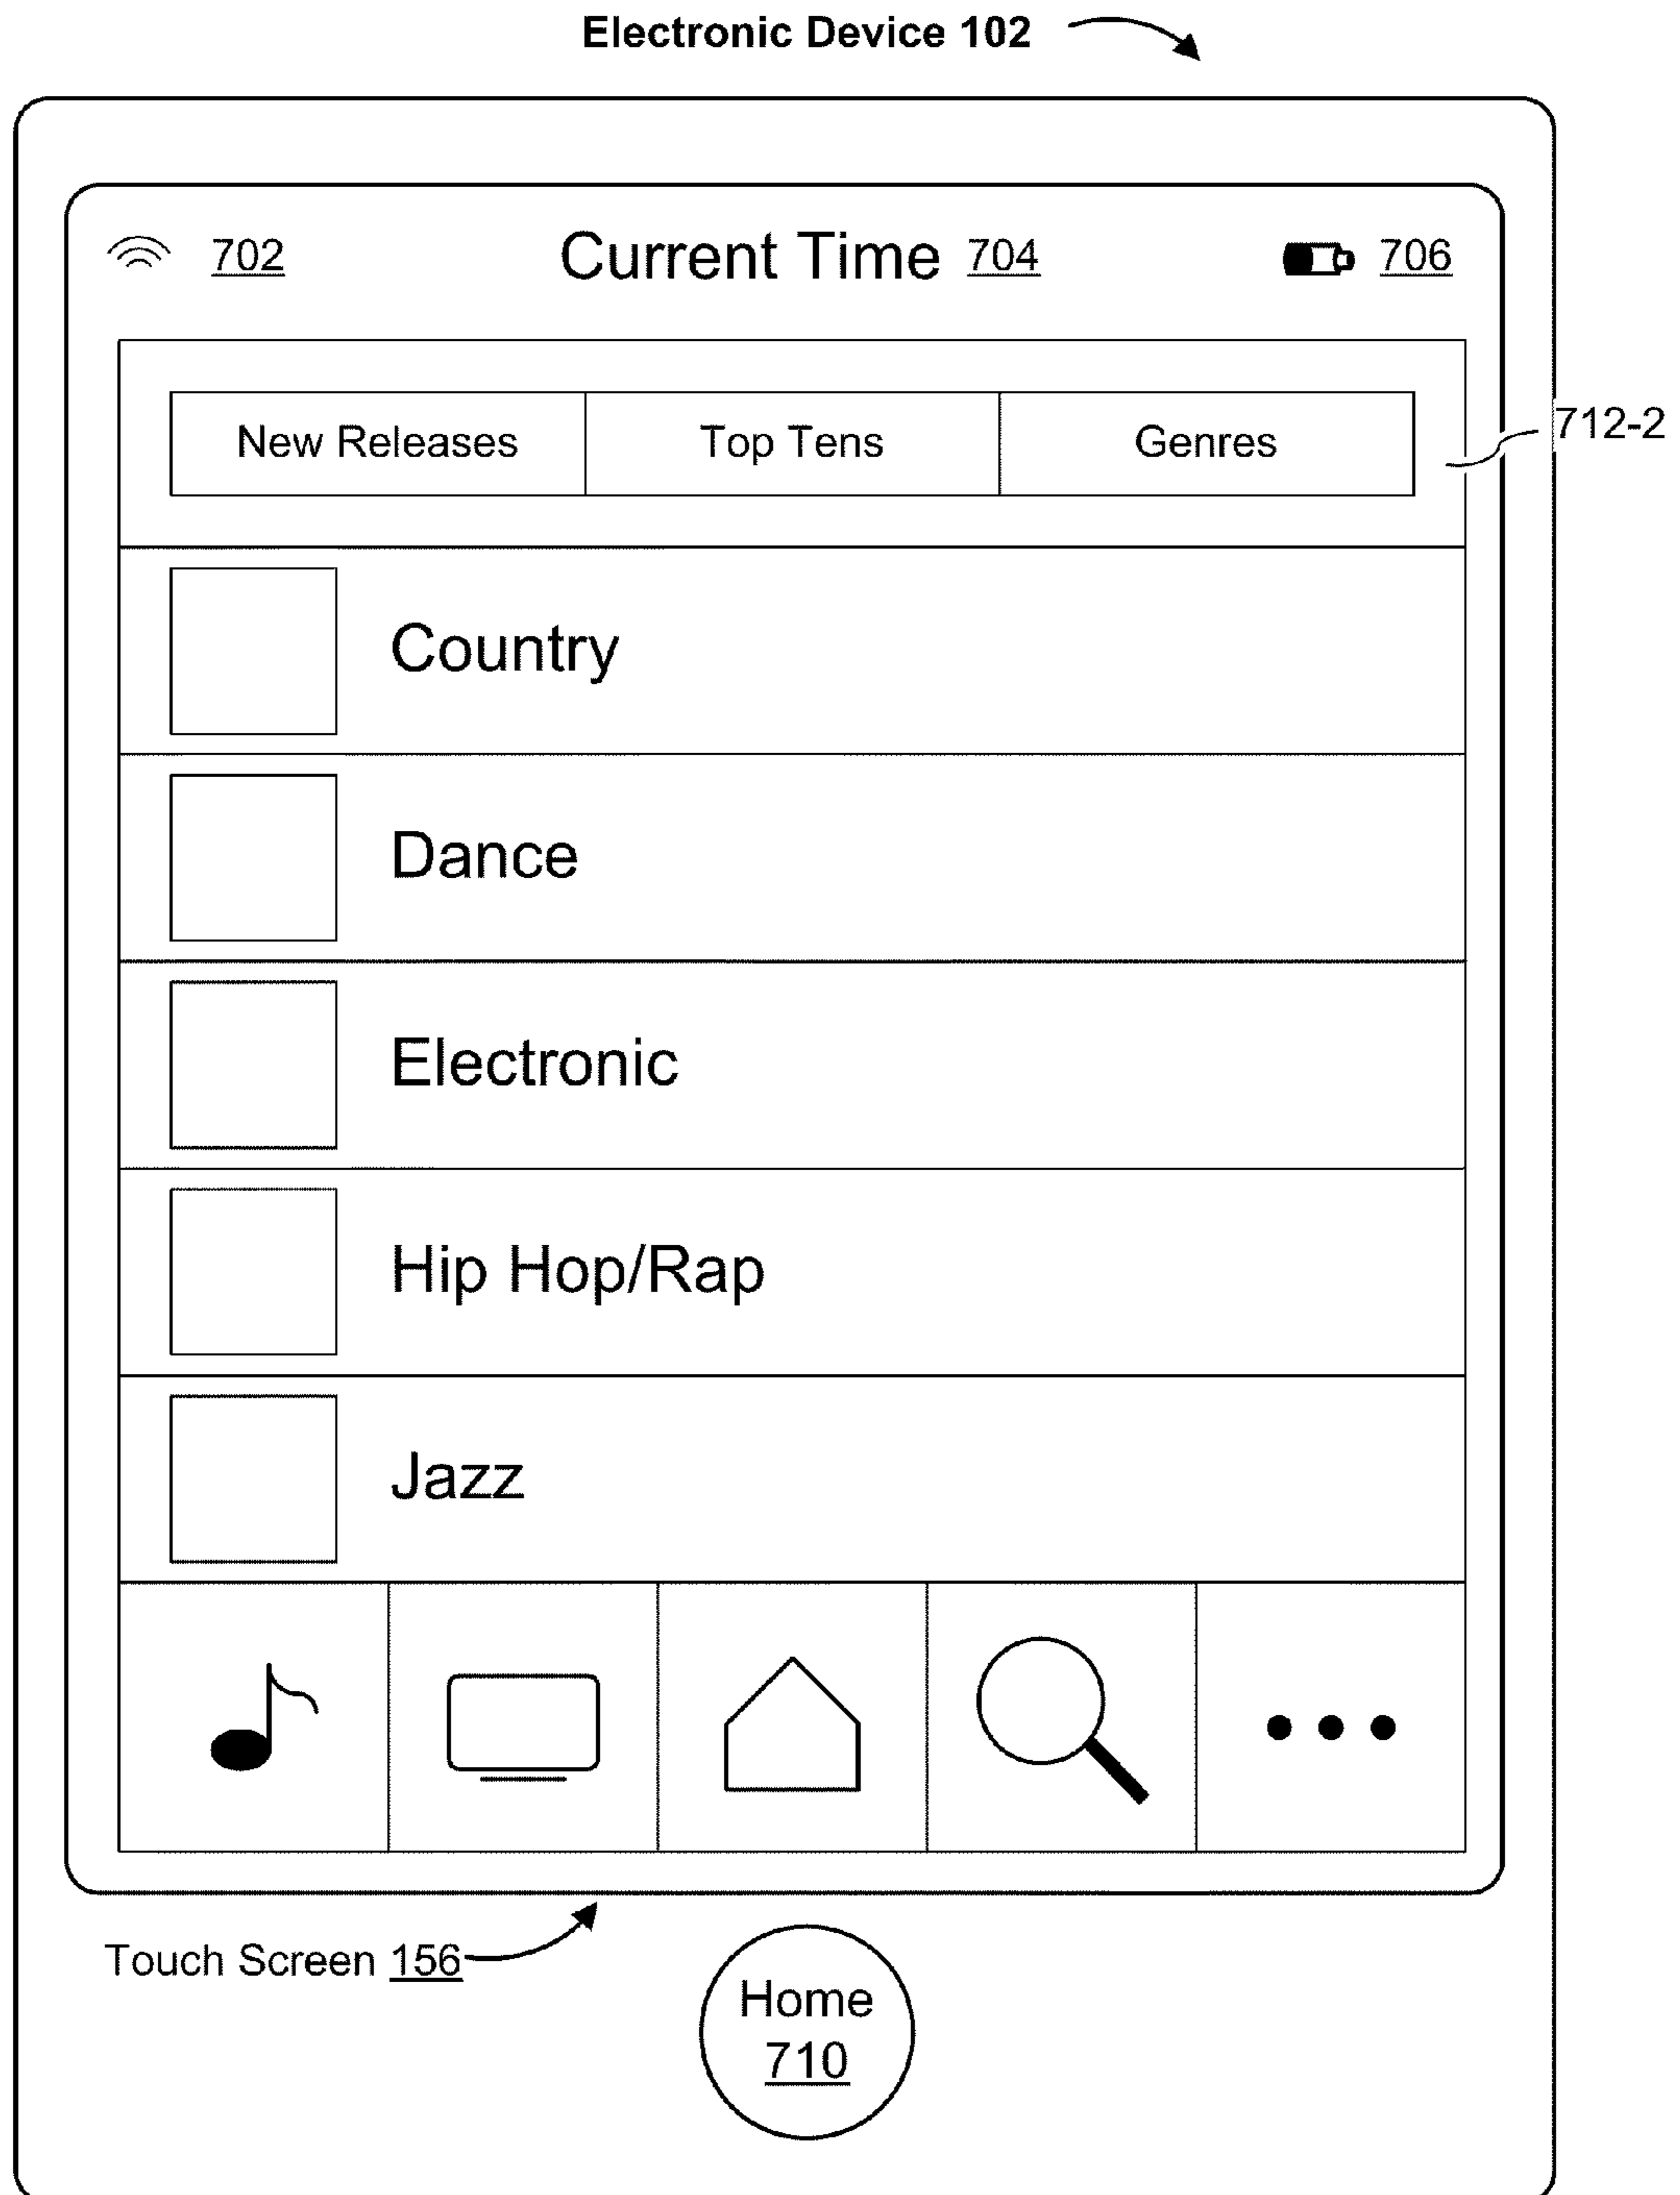 Electronic Device 102
702 Current Time 704 706
New Releases Top Tens Genres
712-2
Country
Dance
Electronic
Hip Hop/Rap
Jazz
Touch Screen 156
Home
710